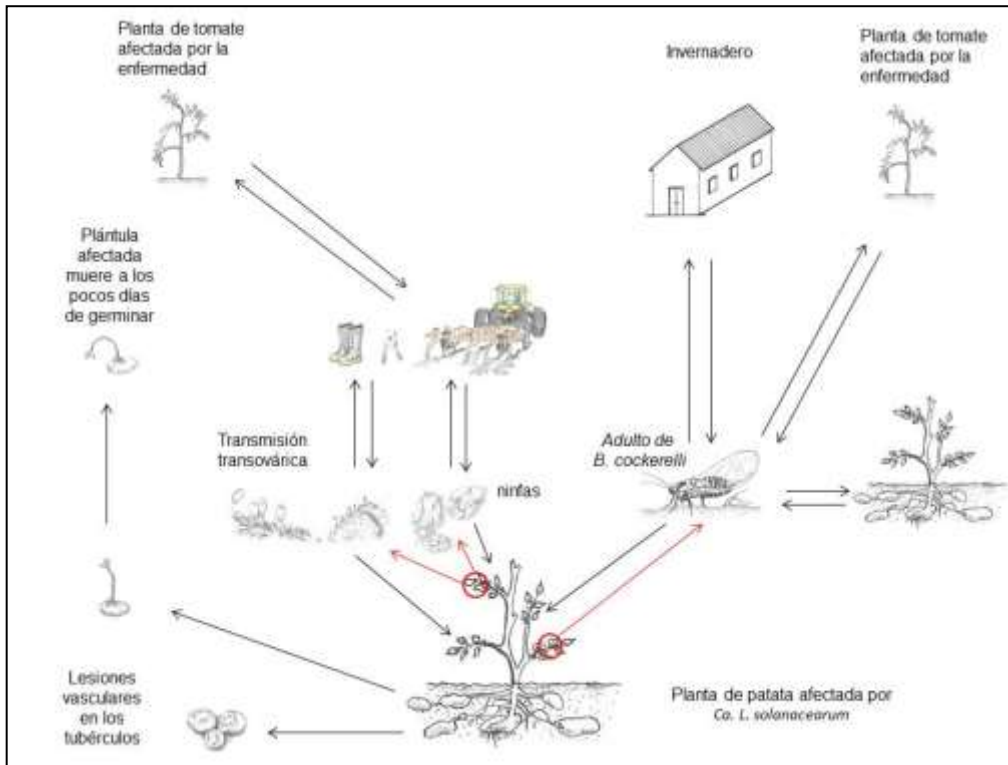 Planta de tomate
afectada por la
enfermedad
Invernadero
Planta de tomate
afectada por la
enfermedad
Plántula
afectada
muere a los
pocos días
de germinar
Transmisión
transovárica
ninfas
Adulto de
B. cockerelli
Lesiones
vasculares
en los
tubérculos
Planta de patata afectada por
Ca. L. solanacearum